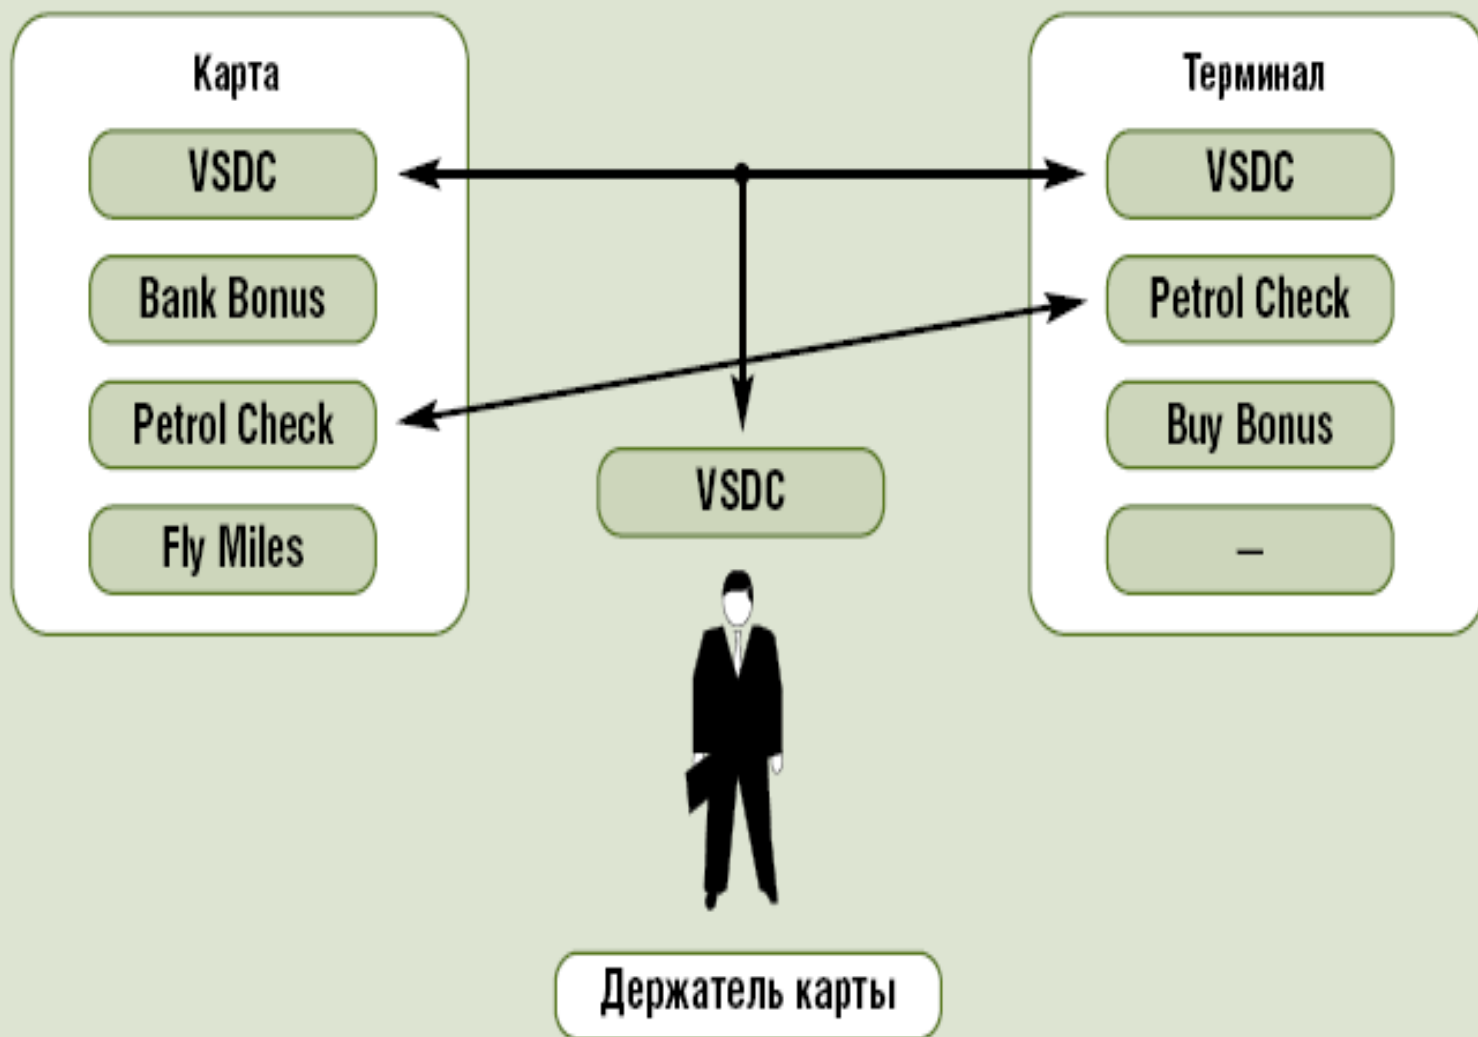 Карта
VSDC
Bank Bonus
Petrol Check
Fly Miles
Терминал
VSDC
Petrol Check
Buy Bonus
–
VSDC
Держатель карты